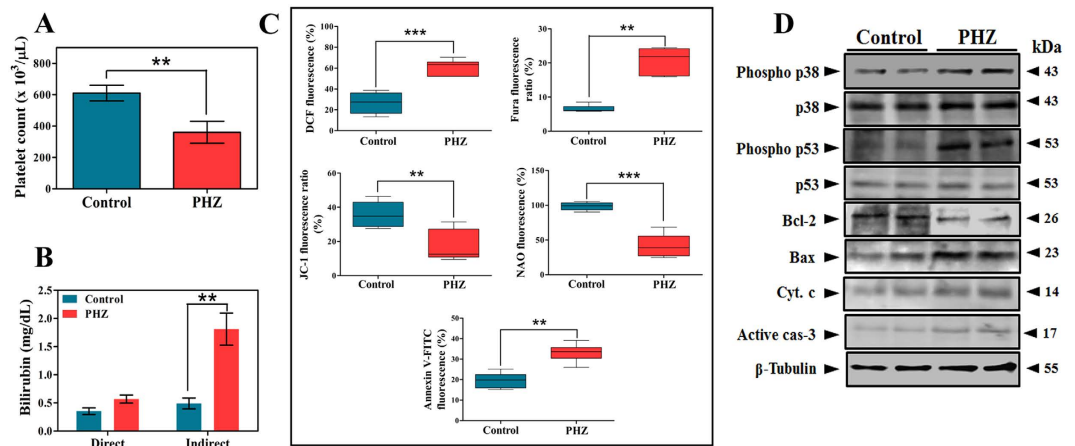 A
**
Platelet count (x 10³/μL)
800
600
400
200
0
Control
PHZ
B
Control
PHZ
**
Bilirubin (mg/dL)
2.5
2.0
1.5
1.0
0.5
0.0
Direct
Indirect
C
***
DCF fluorescence (%)
100
80
60
40
20
0
Control
PHZ
**
Fura fluorescence
ratio (%)
30
20
10
0
Control
PHZ
**
JC-1 fluorescence ratio
(%)
60
40
20
0
Control
PHZ
***
NAO fluorescence (%)
150
100
50
0
Control
PHZ
**
Annexin V-FITC
fluorescence (%)
50
40
30
20
10
0
Control
PHZ
D
Control PHZ kDa
Phospho p38 43
p38 43
Phospho p53 53
p53 53
Bcl-2 26
Bax 23
Cyt. c 14
Active cas-3 17
β-Tubulin 55